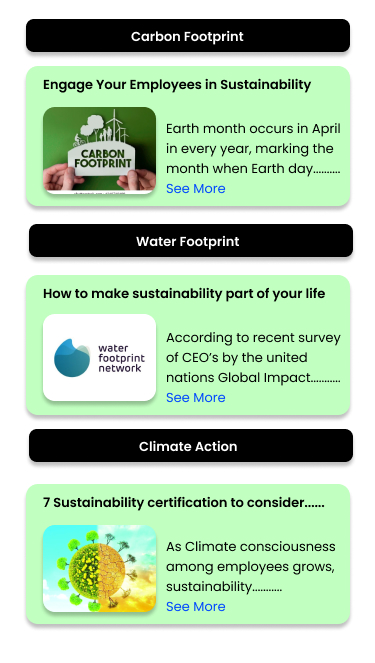 Carbon Footprint
Engage Your Employees in Sustainability
CARBON
FOOTPRINT
Earth month occurs in April
in every year, marking the
month when Earth day..........
See More
Water Footprint
How to make sustainability part of your life
water
footprint
network
According to recent survey
of CEO's by the united
nations Global Impact...........
See More
Climate Action
7 Sustainability certification to consider......
As Climate consciousness
among employees grows,
sustainability...........
See More